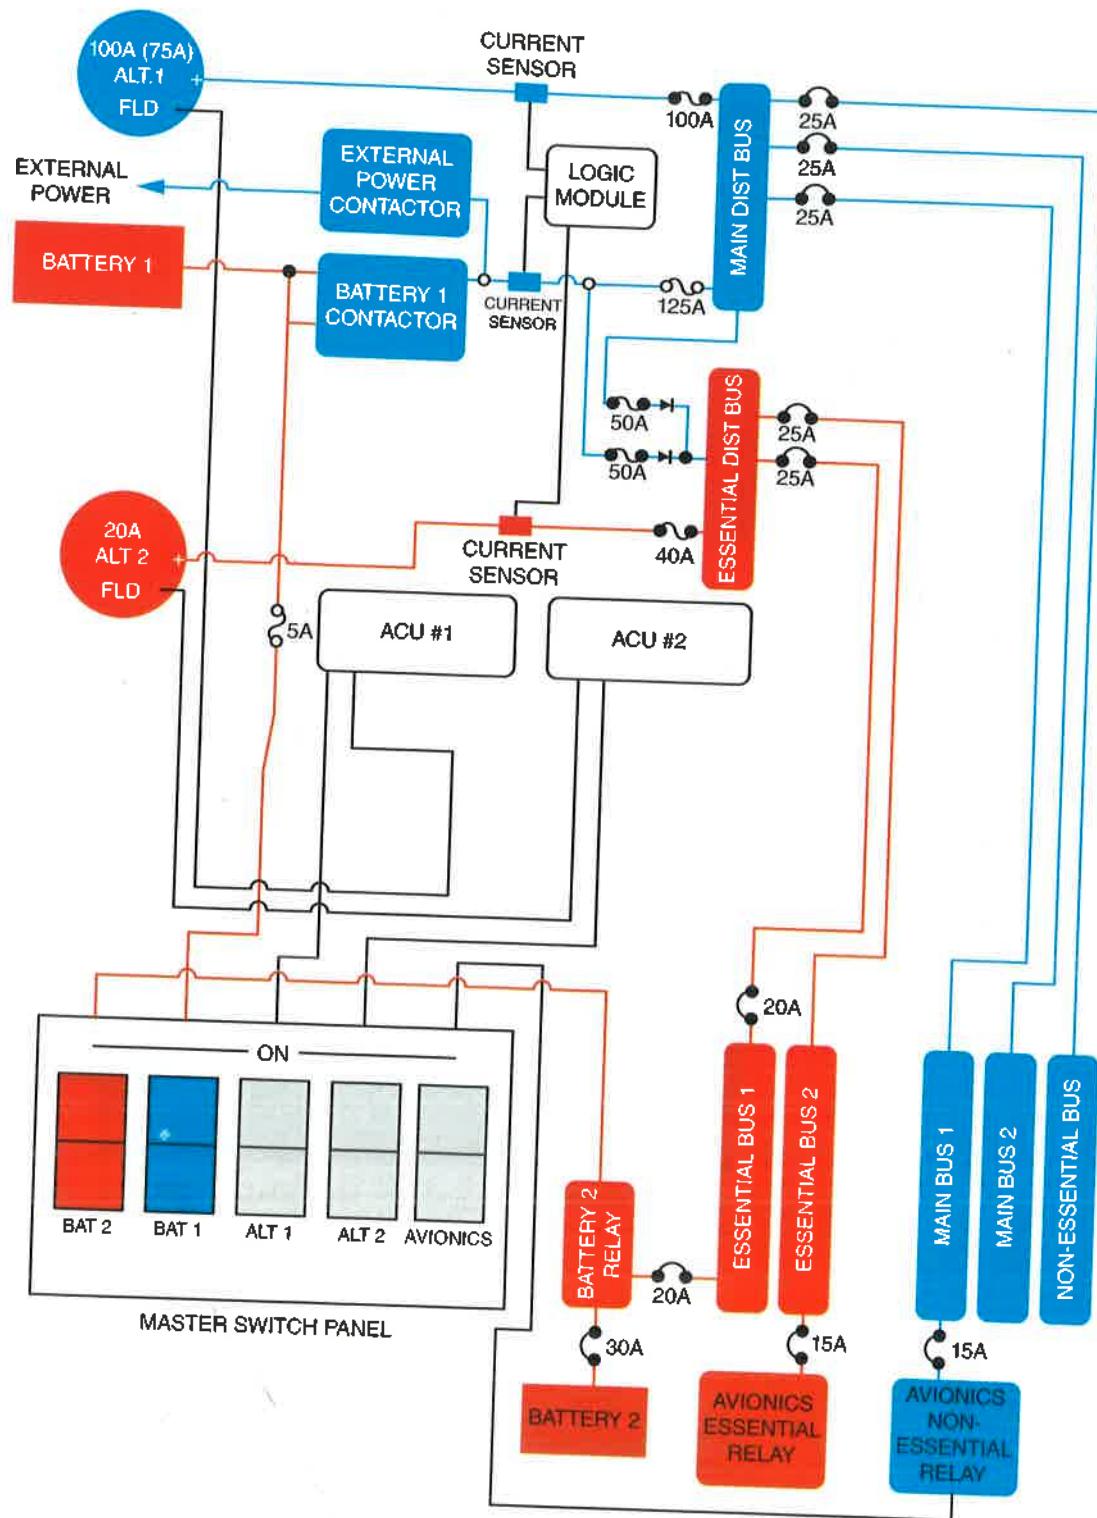 100A (75A)
ALT.1
FLD
CURRENT
SENSOR
100A
MAIN DIST BUS
25A
25A
25A
EXTERNAL
POWER
EXTERNAL
POWER
CONTACTOR
LOGIC
MODULE
BATTERY 1
BATTERY 1
CONTACTOR
CURRENT
SENSOR
125A
50A
50A
ESSENTIAL DIST BUS
25A
25A
20A
ALT 2
FLD
CURRENT
SENSOR
40A
5A
ACU #1
ACU #2
20A
ON
BAT 2
BAT 1
ALT 1
ALT 2
AVIONICS
MASTER SWITCH PANEL
BATTERY 2
RELAY
20A
ESSENTIAL BUS 1
ESSENTIAL BUS 2
MAIN BUS 1
MAIN BUS 2
NON-ESSENTIAL BUS
30A
15A
15A
BATTERY 2
AVIONICS
ESSENTIAL
RELAY
AVIONICS
NON-
ESSENTIAL
RELAY